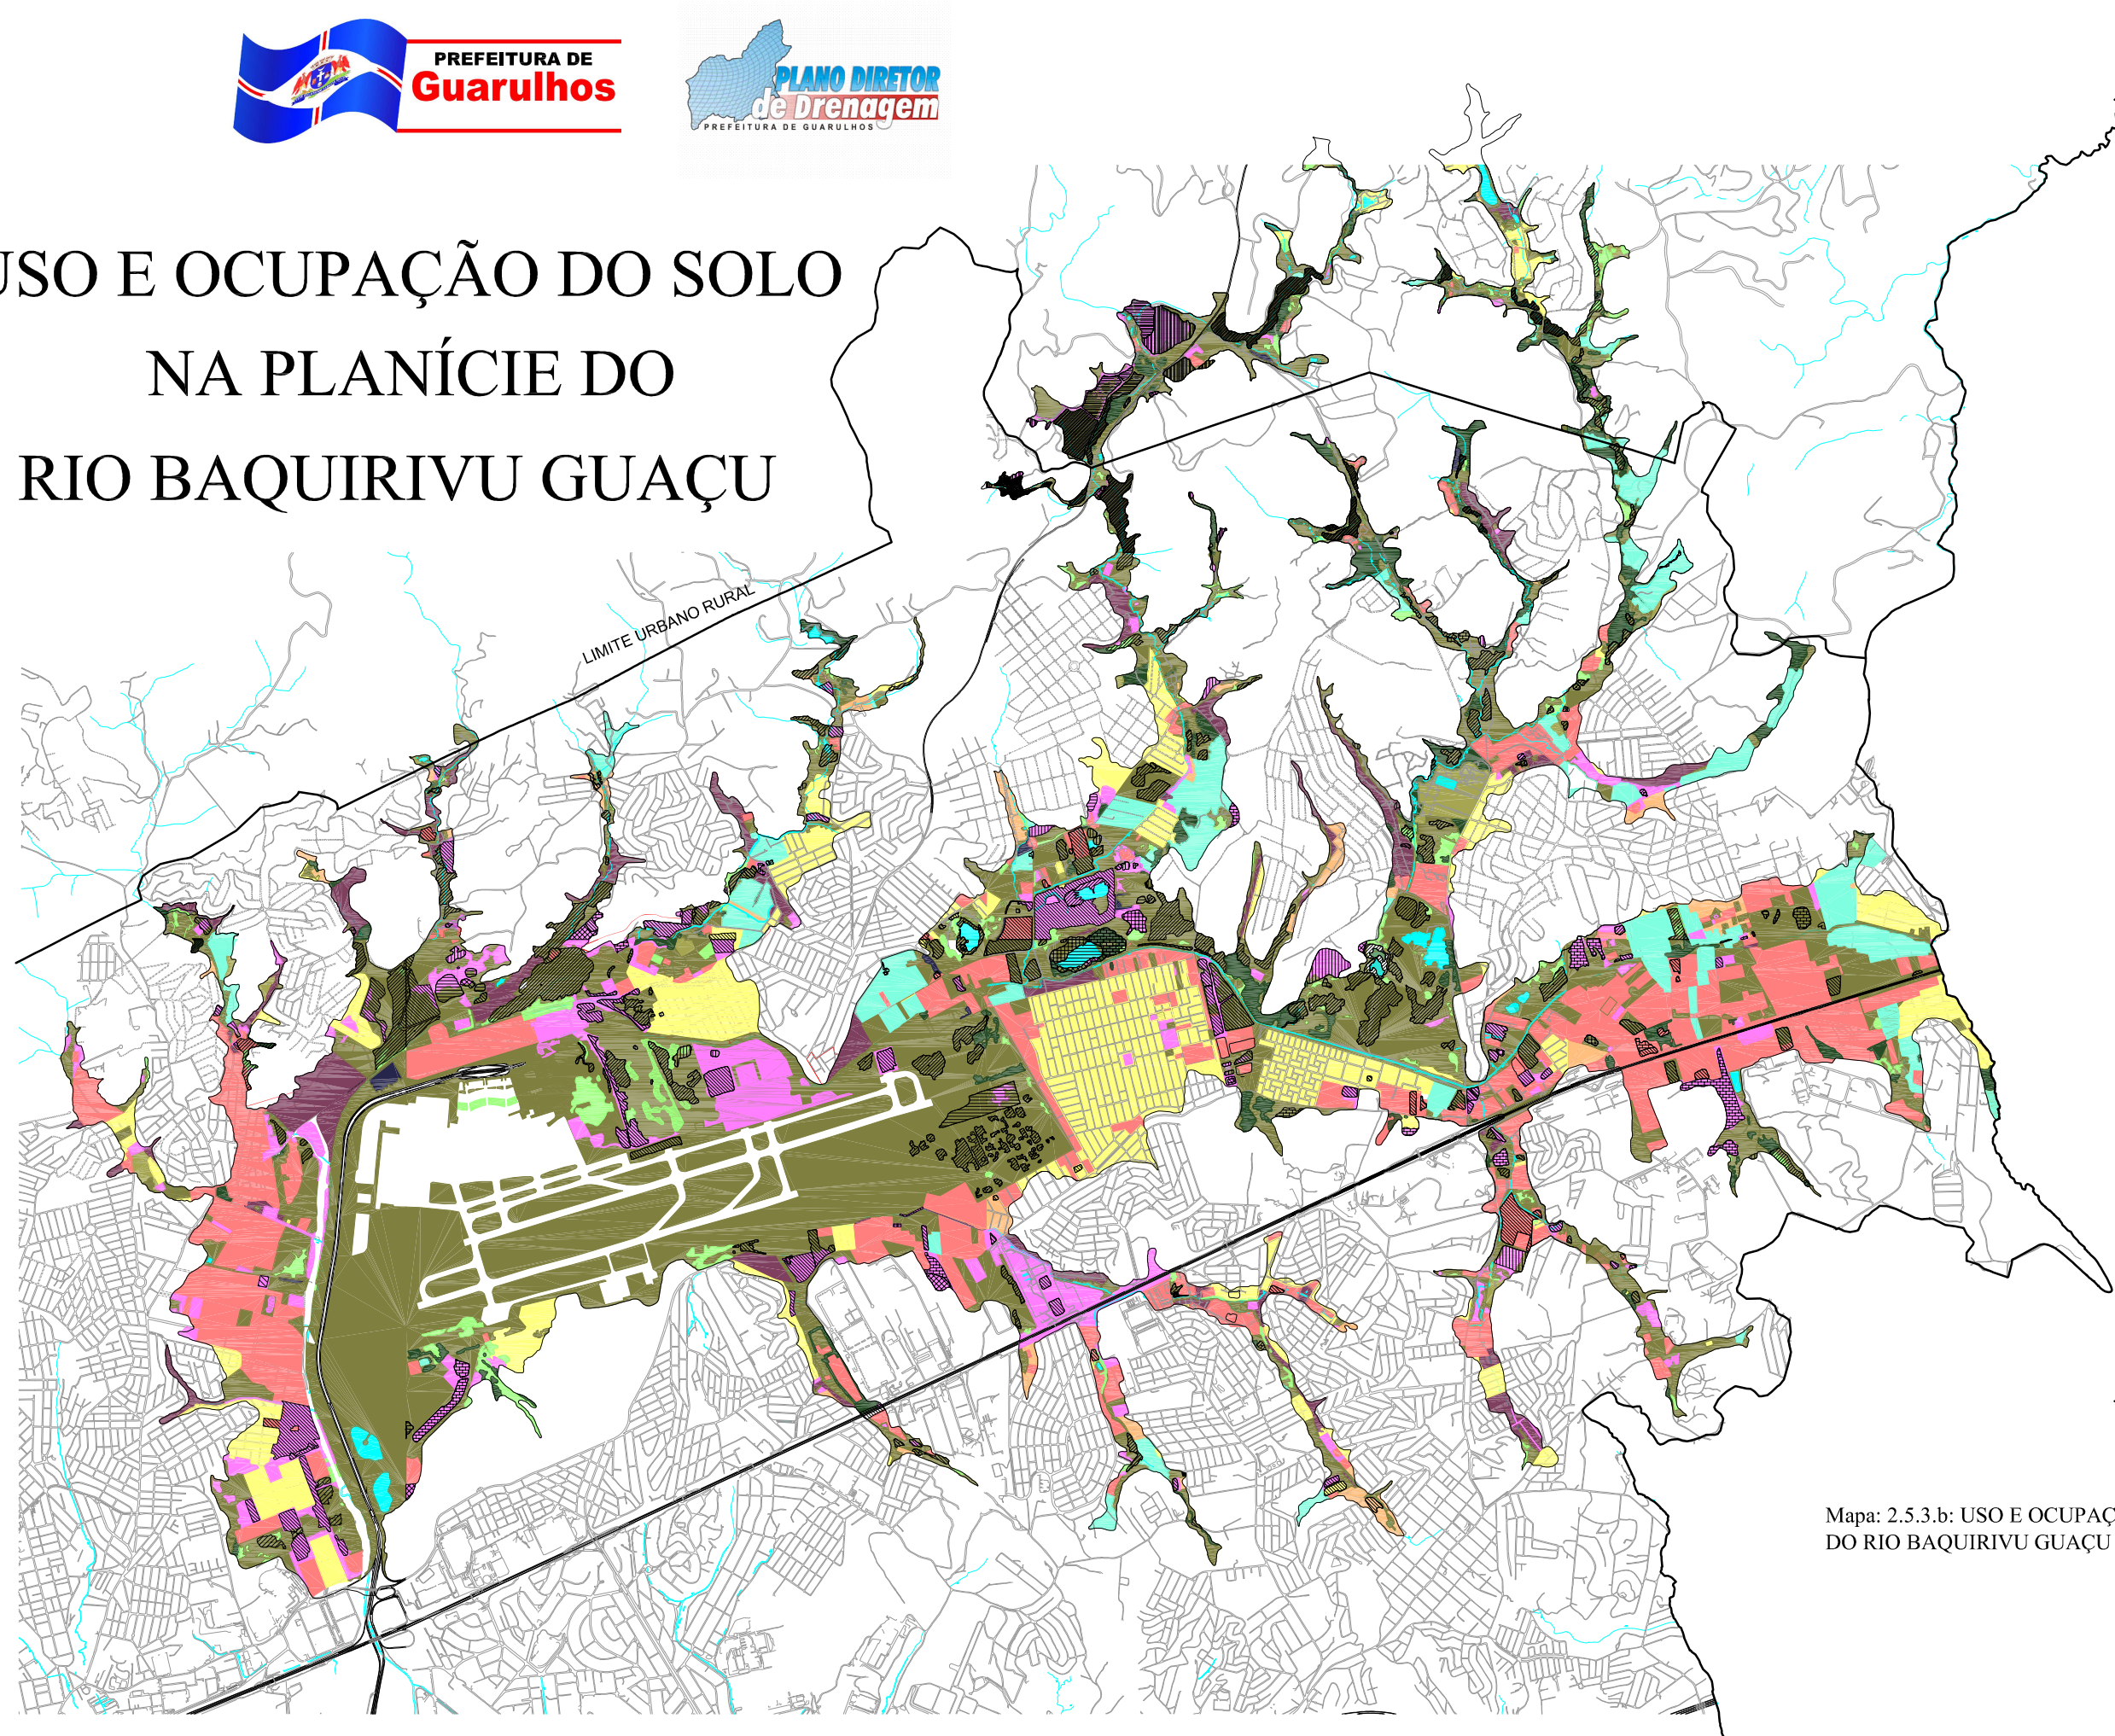 PREFEITURA DE
Guarulhos
PLANO DIRETOR
de Drenagem
PREFEITURA DE GUARULHOS
USO E OCUPAÇÃO DO SOLO
NA PLANÍCIE DO
RIO BAQUIRIVU GUAÇU
LIMITE URBANO RURAL
Mapa: 2.5.3.b: USO E OCUPAÇ
DO RIO BAQUIRIVU GUAÇU